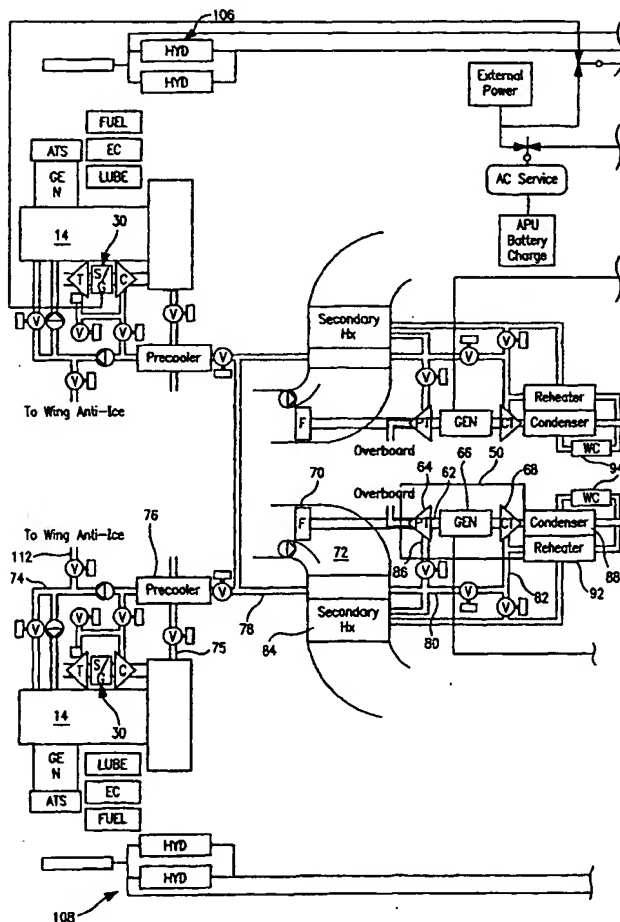 106
HYD
HYD
External
Power
FUEL
EC
LUBE
ATS
GE
N
AC Service
14
30
APU
Battery
Charge
T
S/G
C
V
V
V
V
Secondary
Hx
V
Precooler
V
V
V
Reheater
V
To Wing Anti-Ice
F
PT
GEN
CT
Condenser
Overboard
WC
94
70
64
66
50
68
Overboard
62
WC
To Wing Anti-Ice
76
F
PT
GEN
CT
Condenser
88
112
72
86
Reheater
74
V
Precooler
V
V
92
V
V
V
V
78
84
Secondary
Hx
80
V
82
V
T
S/G
C
75
14
30
GE
N
LUBE
EC
ATS
FUEL
HYD
HYD
108